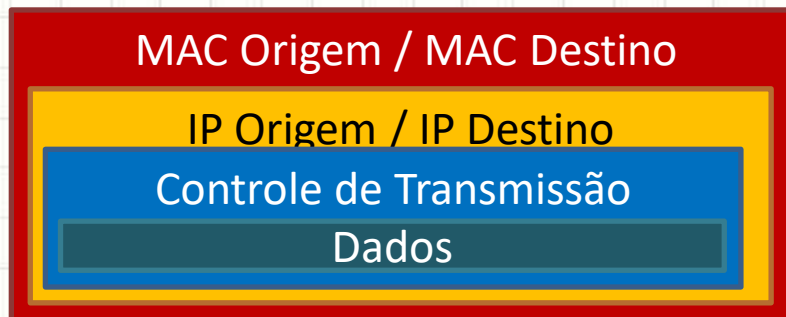 MAC Origem / MAC Destino
IP Origem / IP Destino
Controle de Transmissão
Dados